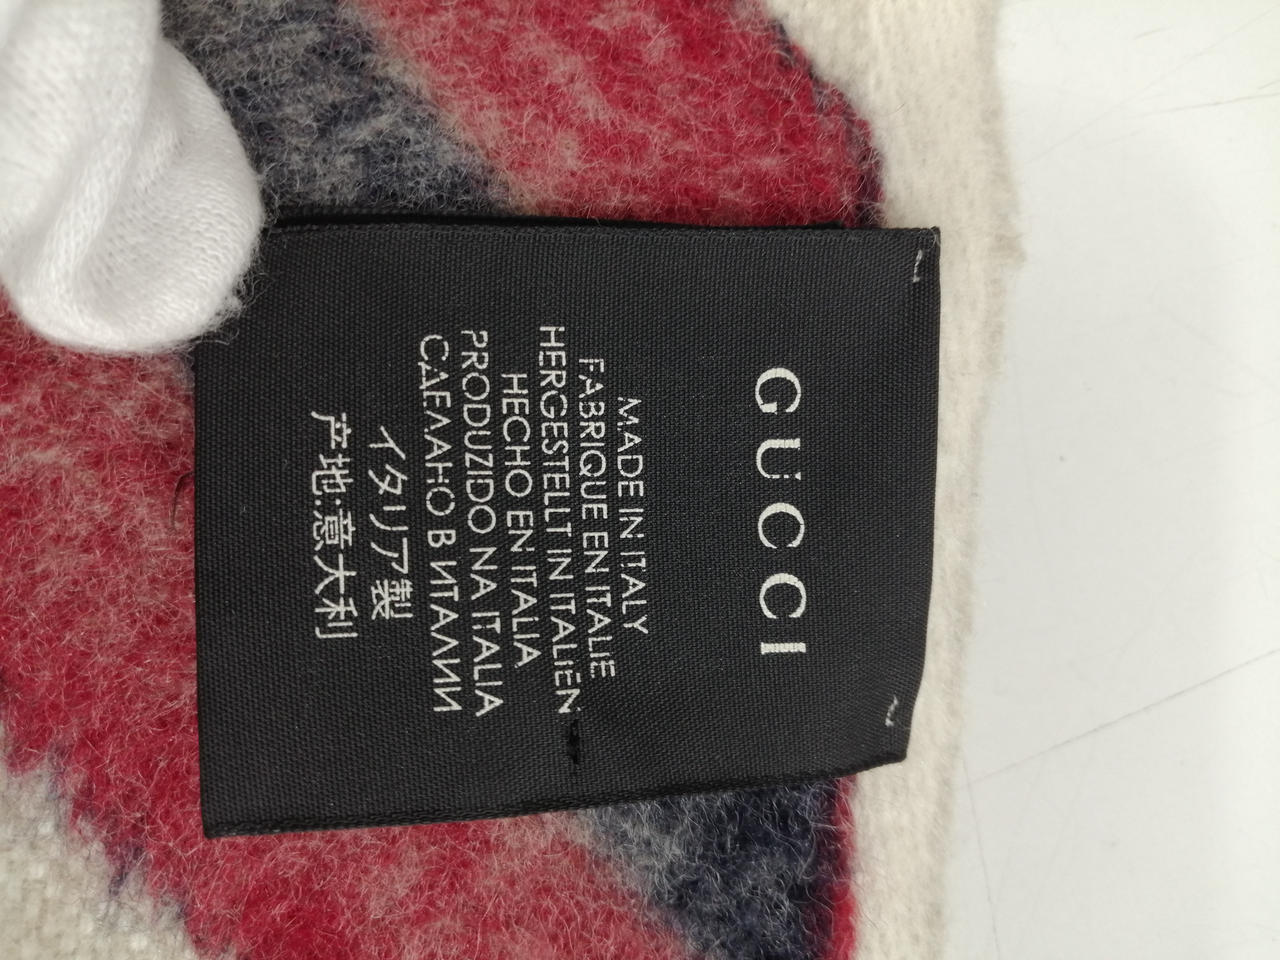 GUCCI
MADE IN ITALY
FABRIQUE EN ITALIE
HERGESTELLT IN ITALIEN
HECHO EN ITALIA
PRODUZIDO NA ITALIA
СДЕЛАНО В ИТАЛИИ
イタリア製
产地:意大利